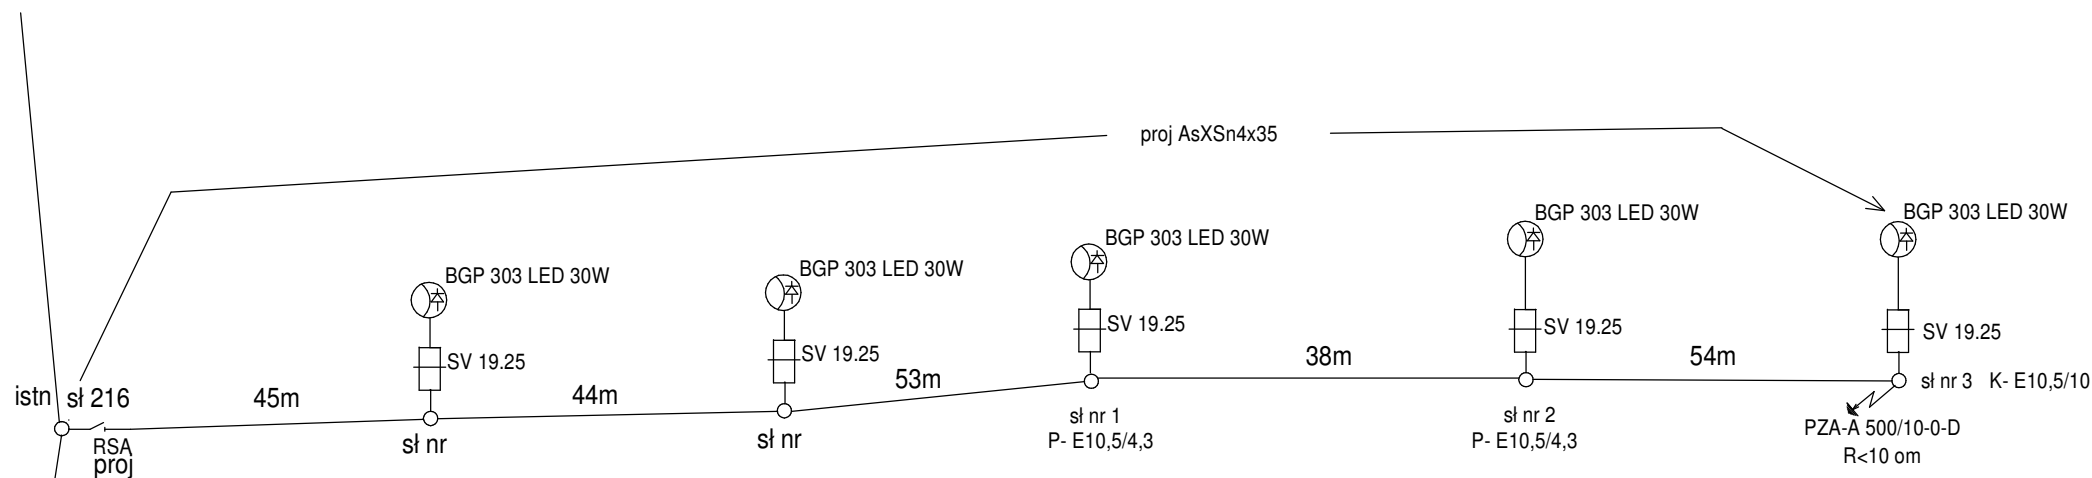 proj AsXSn4x35
BGP 303 LED 30W
BGP 303 LED 30W
BGP 303 LED 30W
BGP 303 LED 30W
BGP 303 LED 30W
SV 19.25
SV 19.25
SV 19.25
SV 19.25
SV 19.25
istn sł 216
45m
44m
53m
38m
54m
RSA
proj
sł nr
sł nr
sł nr 1
P- E10,5/4,3
sł nr 2
P- E10,5/4,3
sł nr 3 K- E10,5/10
PZA-A 500/10-0-D
R<10 om